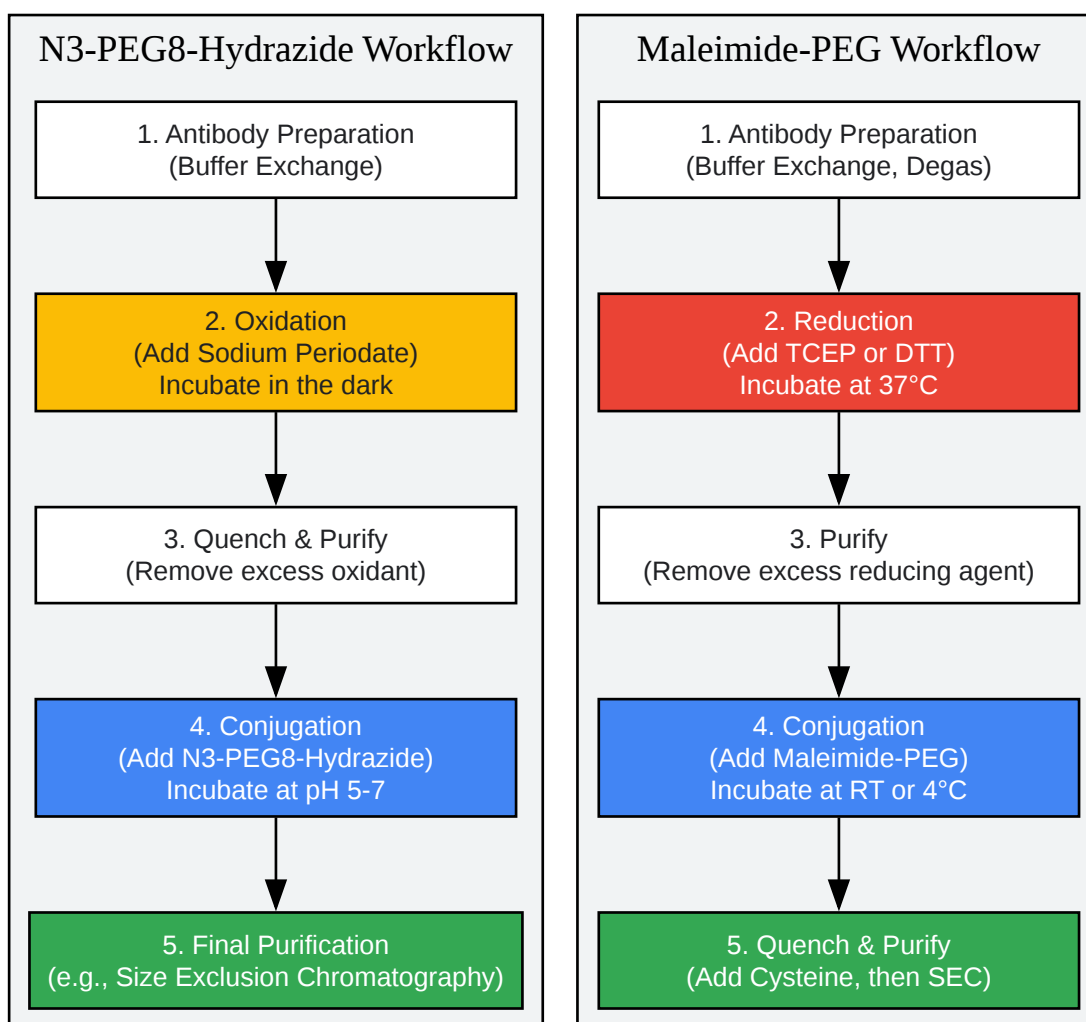 N3-PEG8-Hydrazide Workflow
1. Antibody Preparation
(Buffer Exchange)
2. Oxidation
(Add Sodium Periodate)
Incubate in the dark
3. Quench & Purify
(Remove excess oxidant)
4. Conjugation
(Add N3-PEG8-Hydrazide)
Incubate at pH 5-7
5. Final Purification
(e.g., Size Exclusion Chromatography)
Maleimide-PEG Workflow
1. Antibody Preparation
(Buffer Exchange, Degas)
2. Reduction
(Add TCEP or DTT)
Incubate at 37°C
3. Purify
(Remove excess reducing agent)
4. Conjugation
(Add Maleimide-PEG)
Incubate at RT or 4°C
5. Quench & Purify
(Add Cysteine, then SEC)